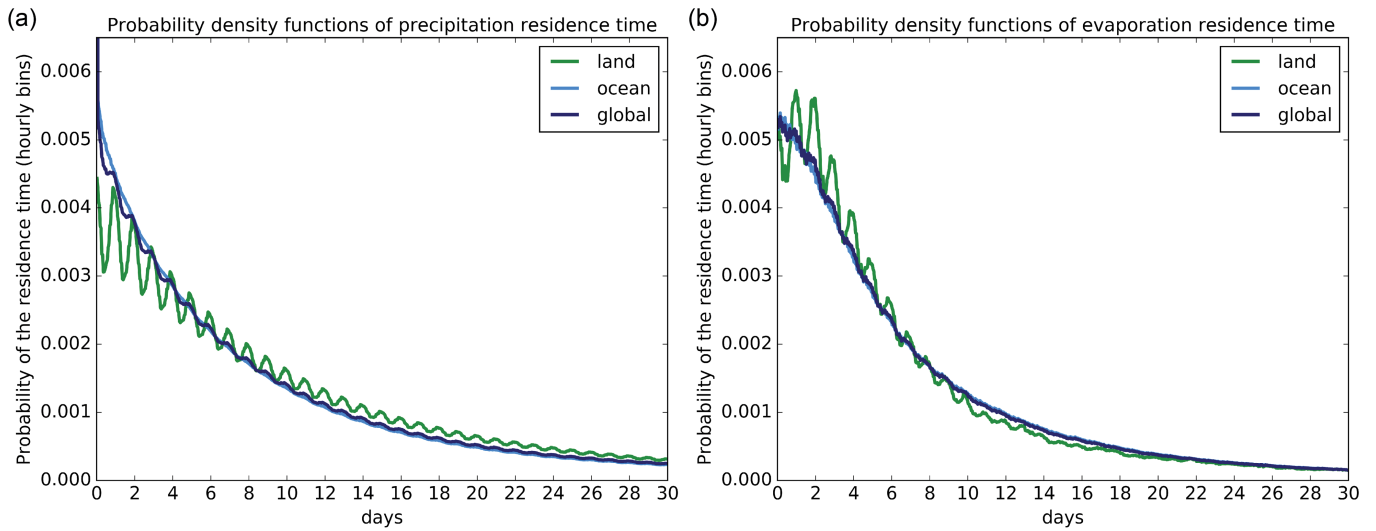 (a)
Probability density functions of precipitation residence time
Probability of the residence time (hourly bins)
0.006
0.005
0.004
0.003
0.002
0.001
0.000
land
ocean
global
0 2 4 6 8 10 12 14 16 18 20 22 24 26 28 30
days
(b)
Probability density functions of evaporation residence time
Probability of the residence time (hourly bins)
0.006
0.005
0.004
0.003
0.002
0.001
0.000
land
ocean
global
0 2 4 6 8 10 12 14 16 18 20 22 24 26 28 30
days